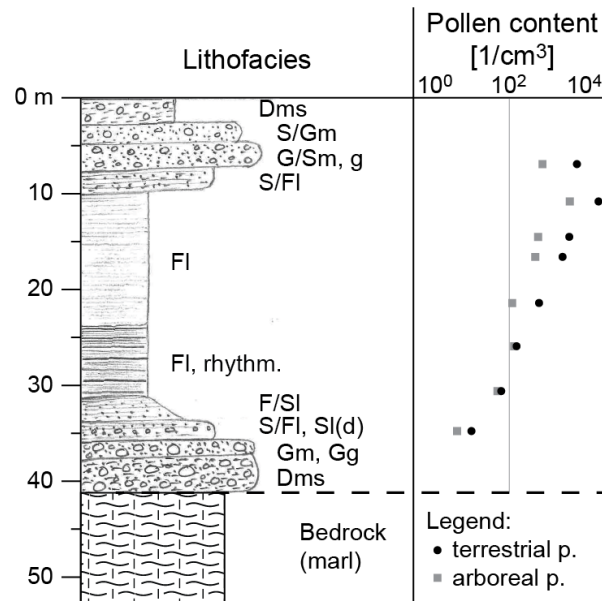 Lithofacies
Pollen content
[1/cm³]
10⁰ 10² 10⁴
0 m
10
20
30
40
50
Dms
S/Gm
G/Sm, g
S/Fl
Fl
Fl, rhythm.
F/Sl
S/Fl, Sl(d)
Gm, Gg
Dms
Bedrock
(marl)
Legend:
terrestrial p.
arboreal p.